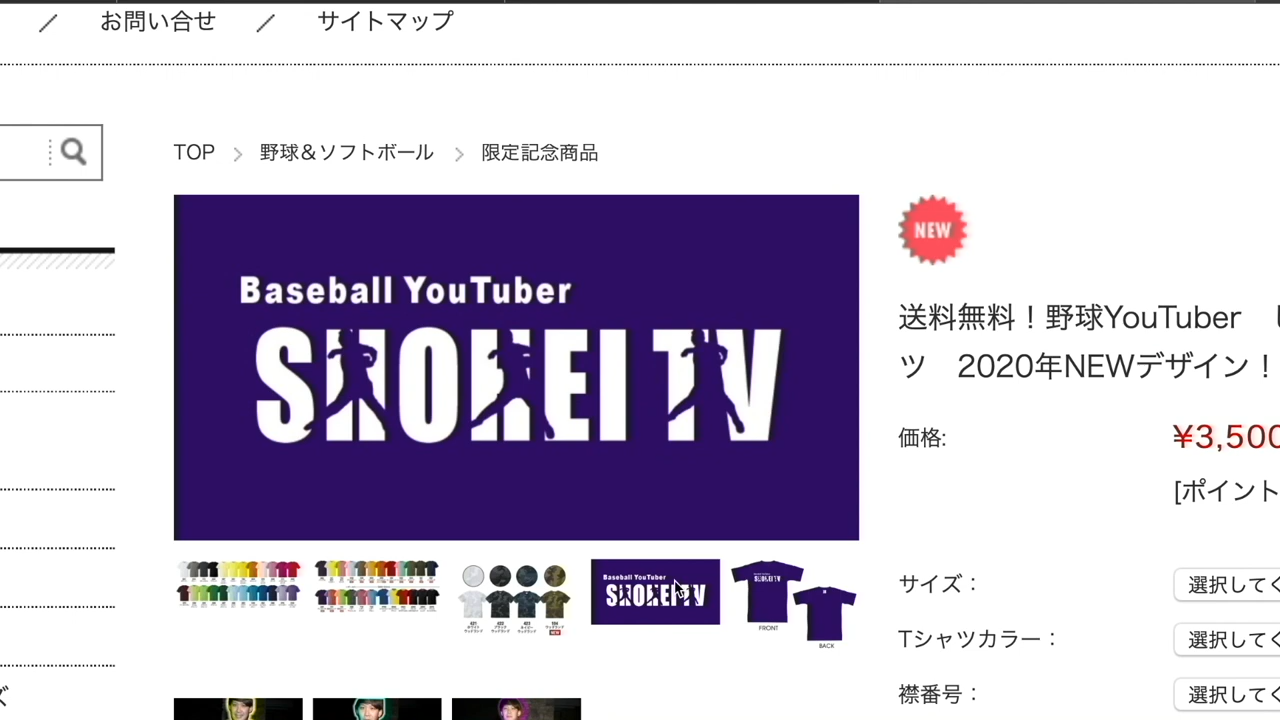 お問い合せ
サイトマップ
TOP
野球＆ソフトボール
限定記念商品
Baseball YouTuber
SHOHEI TV
NEW
送料無料！野球YouTuber
ツ 2020年NEWデザイン！
価格:
¥3,500
[ポイント
サイズ：
選択してく
Tシャツカラー：
選択してく
襟番号：
選択してく
Baseball YouTuber
SHOHEI TV
SHOHEI TV
FRONT
BACK
ズ